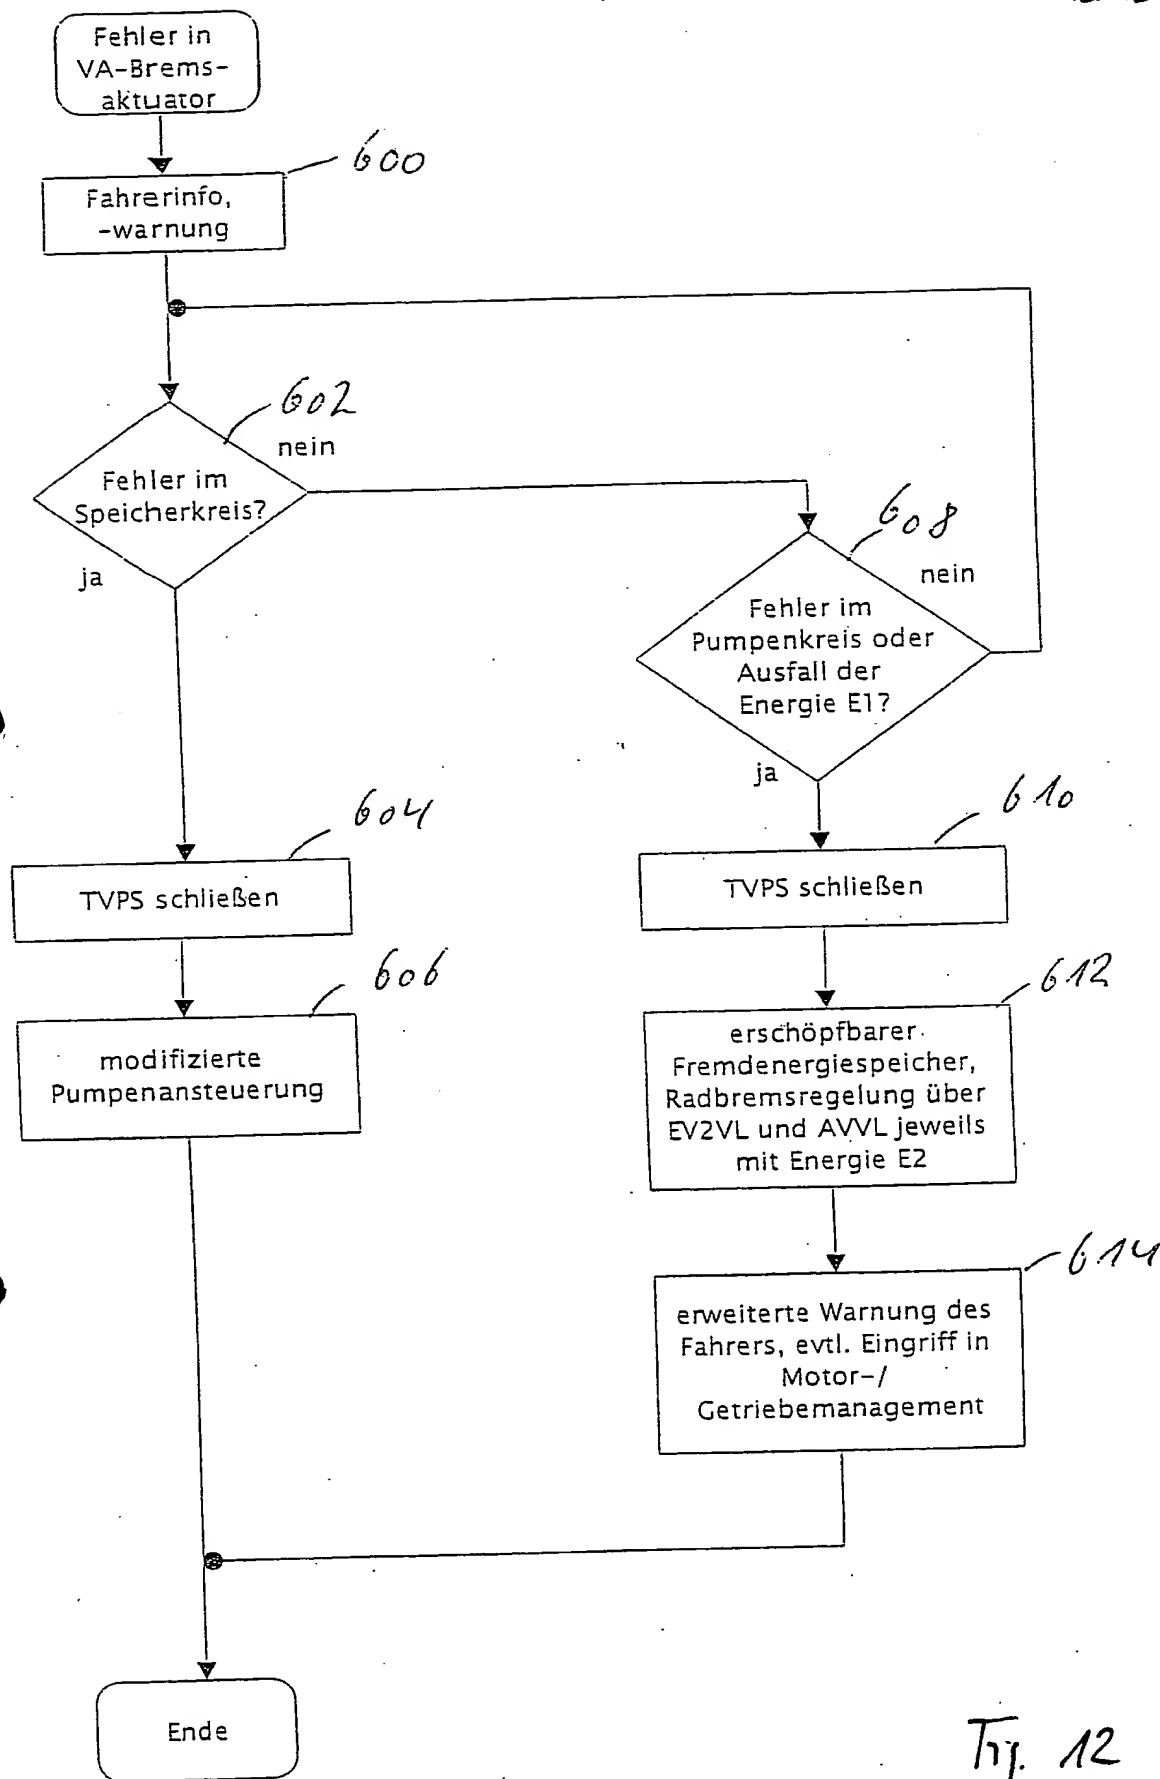 Fehler in
VA-Brems-
aktuator
600
Fahrerinfo,
-warnung
602
nein
Fehler im
Speicherkreis?
ja
608
nein
Fehler im
Pumpenkreis oder
Ausfall der
Energie E1?
ja
604
TVPS schließen
610
TVPS schließen
606
modifizierte
Pumpenansteuerung
612
erschöpfbarer
Fremdenergiespeicher,
Radbremsregelung über
EV2VL und AVVL jeweils
mit Energie E2
614
erweiterte Warnung des
Fahrers, evtl. Eingriff in
Motor-/
Getriebemanagement
Ende
Fig. 12